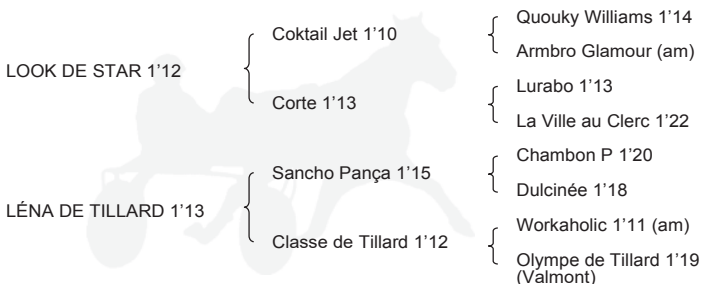 LOOK DE STAR 1'12
Coktail Jet 1'10
Quouky Williams 1'14
Armbro Glamour (am)
Corte 1'13
Lurabo 1'13
La Ville au Clerc 1'22
LÉNA DE TILLARD 1'13
Sancho Pança 1'15
Chambon P 1'20
Dulcinée 1'18
Classe de Tillard 1'12
Workaholic 1'11 (am)
Olympe de Tillard 1'19
(Valmont)